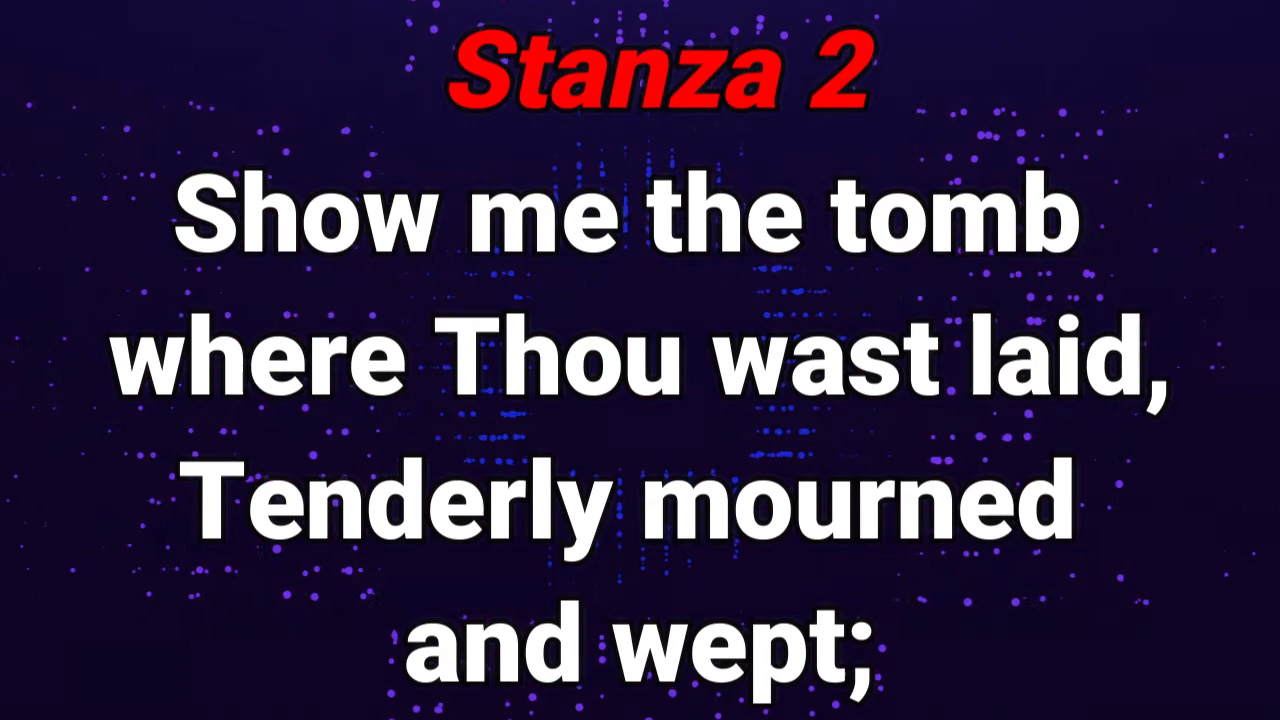 Stanza 2
Show me the tomb
where Thou wast laid,
Tenderly mourned
and wept;